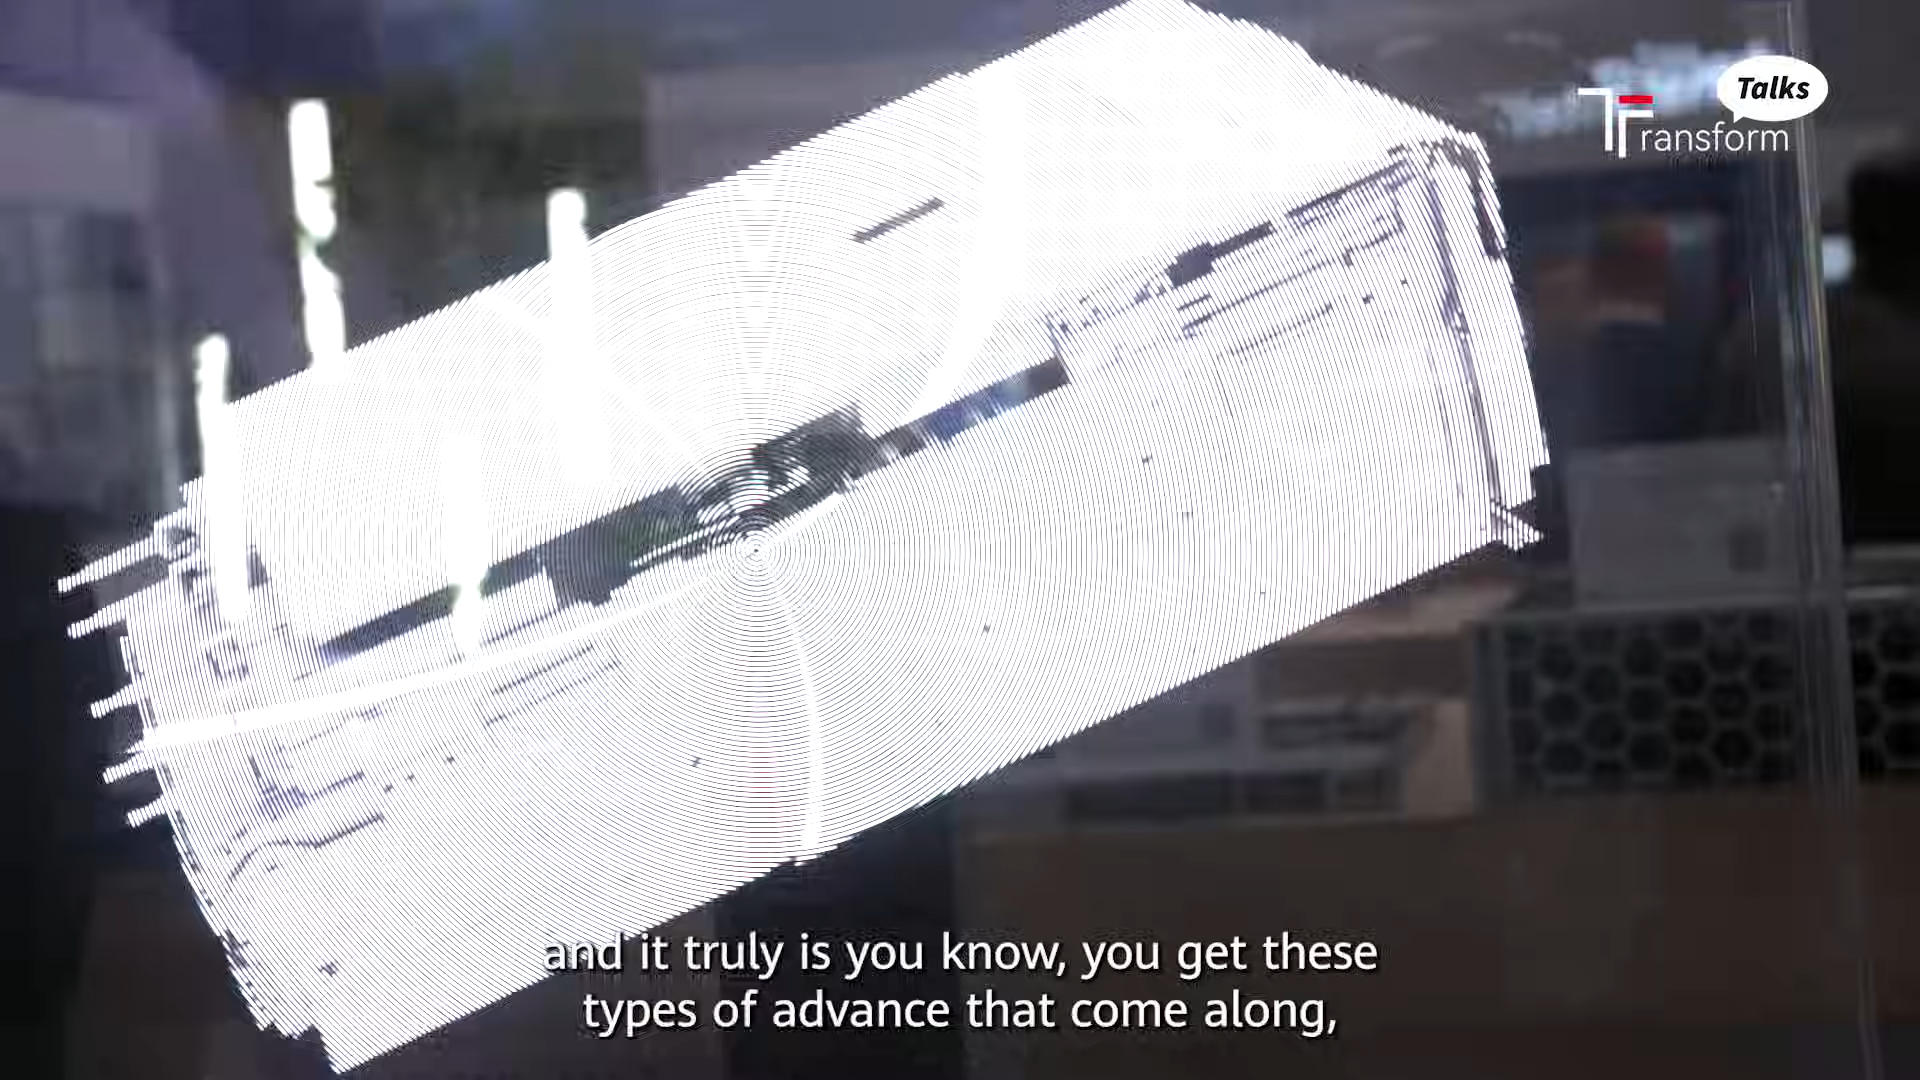 Talks
Transform
and it truly is you know, you get these
types of advance that come along,